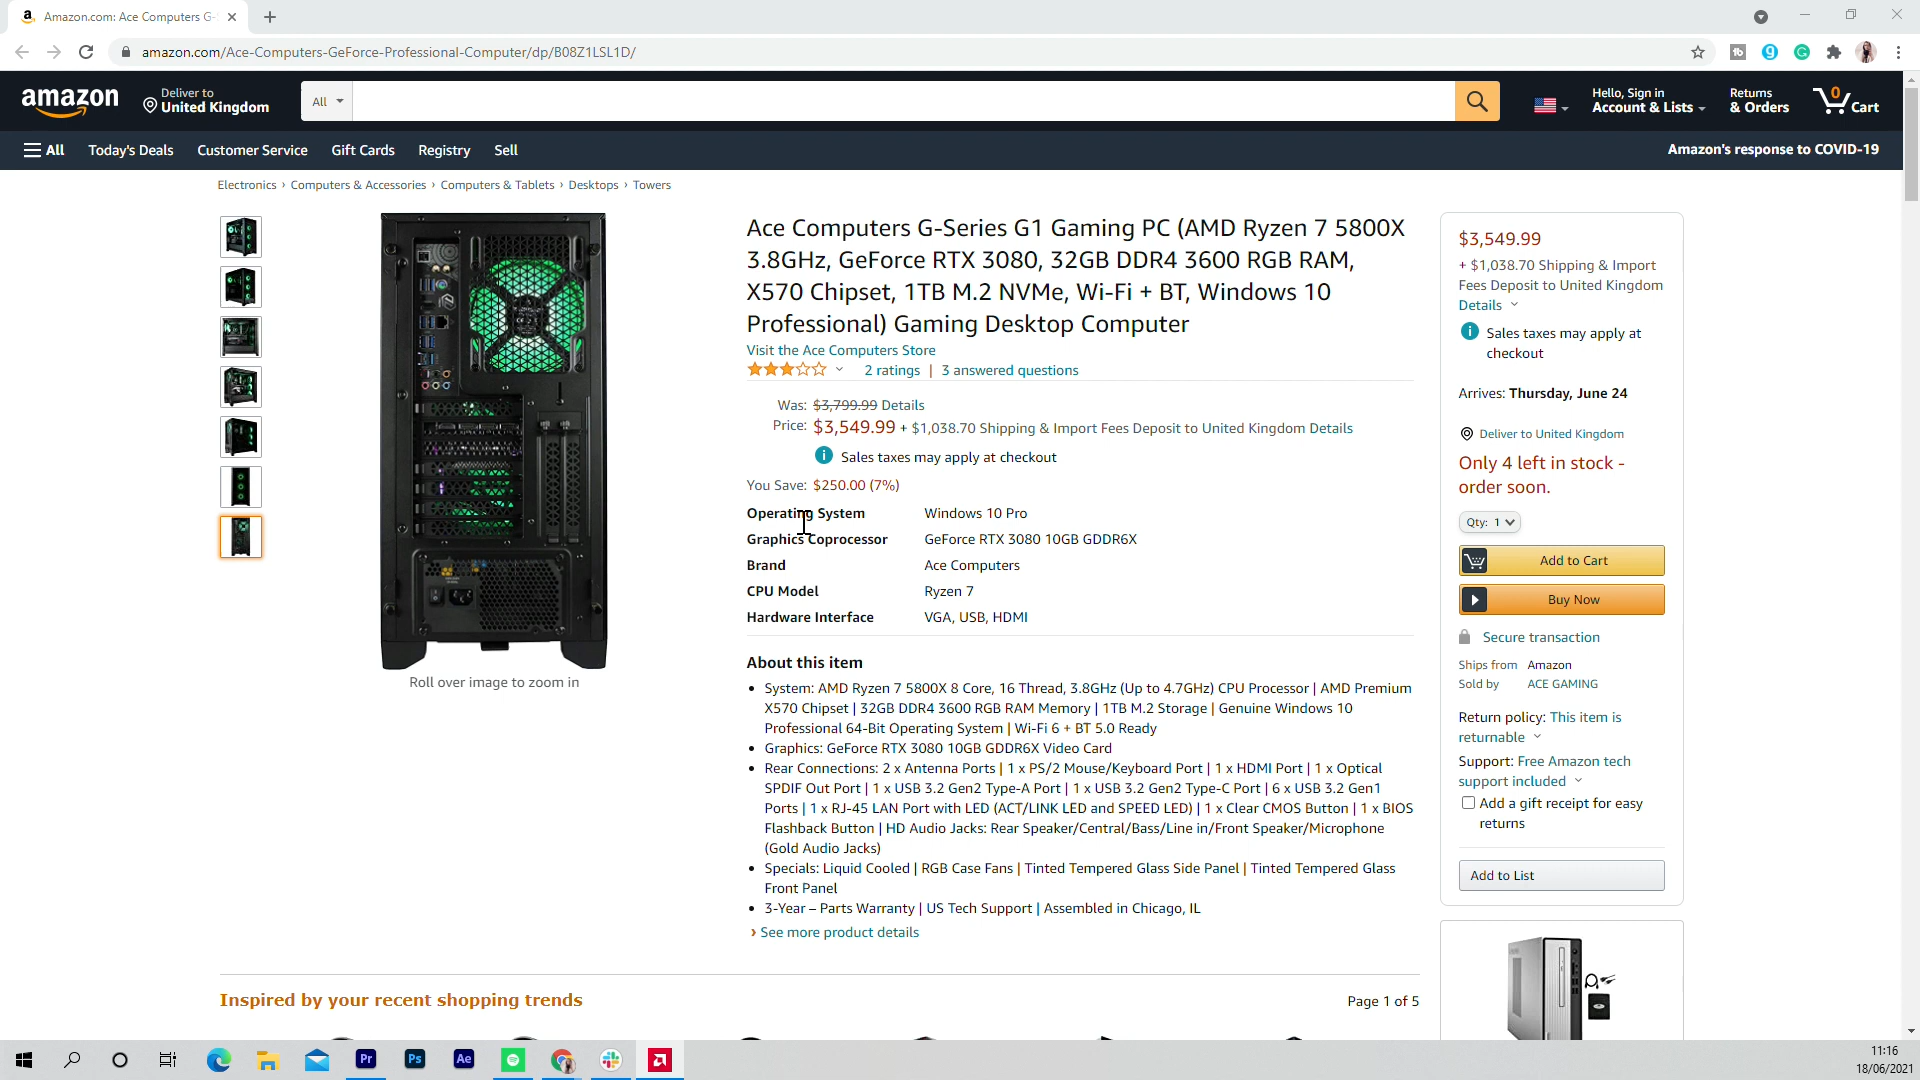 Amazon.com: Ace Computers G-S
amazon.com/Ace-Computers-GeForce-Professional-Computer/dp/B08Z1LSL1D/
amazon
Deliver to
United Kingdom
All
Hello, Sign in
Account & Lists
Returns
& Orders
0
Cart
All
Today's Deals
Customer Service
Gift Cards
Registry
Sell
Amazon's response to COVID-19
Electronics › Computers & Accessories › Computers & Tablets › Desktops › Towers
Ace Computers G-Series G1 Gaming PC (AMD Ryzen 7 5800X
3.8GHz, GeForce RTX 3080, 32GB DDR4 3600 RGB RAM,
X570 Chipset, 1TB M.2 NVMe, Wi-Fi + BT, Windows 10
Professional) Gaming Desktop Computer
Visit the Ace Computers Store
2 ratings | 3 answered questions
Was: $3,799.99 Details
Price: $3,549.99 + $1,038.70 Shipping & Import Fees Deposit to United Kingdom Details
Sales taxes may apply at checkout
You Save: $250.00 (7%)
Operating System Windows 10 Pro
Graphics Coprocessor GeForce RTX 3080 10GB GDDR6X
Brand Ace Computers
CPU Model Ryzen 7
Hardware Interface VGA, USB, HDMI
About this item
• System: AMD Ryzen 7 5800X 8 Core, 16 Thread, 3.8GHz (Up to 4.7GHz) CPU Processor | AMD Premium
X570 Chipset | 32GB DDR4 3600 RGB RAM Memory | 1TB M.2 Storage | Genuine Windows 10
Professional 64-Bit Operating System | Wi-Fi 6 + BT 5.0 Ready
• Graphics: GeForce RTX 3080 10GB GDDR6X Video Card
• Rear Connections: 2 x Antenna Ports | 1 x PS/2 Mouse/Keyboard Port | 1 x HDMI Port | 1 x Optical
SPDIF Out Port | 1 x USB 3.2 Gen2 Type-A Port | 1 x USB 3.2 Gen2 Type-C Port | 6 x USB 3.2 Gen1
Ports | 1 x RJ-45 LAN Port with LED (ACT/LINK LED and SPEED LED) | 1 x Clear CMOS Button | 1 x BIOS
Flashback Button | HD Audio Jacks: Rear Speaker/Central/Bass/Line in/Front Speaker/Microphone
(Gold Audio Jacks)
• Specials: Liquid Cooled | RGB Case Fans | Tinted Tempered Glass Side Panel | Tinted Tempered Glass
Front Panel
• 3-Year – Parts Warranty | US Tech Support | Assembled in Chicago, IL
› See more product details
Roll over image to zoom in
$3,549.99
+ $1,038.70 Shipping & Import
Fees Deposit to United Kingdom
Details
Sales taxes may apply at
checkout
Arrives: Thursday, June 24
Deliver to United Kingdom
Only 4 left in stock -
order soon.
Qty: 1
Add to Cart
Buy Now
Secure transaction
Ships from Amazon
Sold by ACE GAMING
Return policy: This item is
returnable
Support: Free Amazon tech
support included
Add a gift receipt for easy
returns
Add to List
Inspired by your recent shopping trends
Page 1 of 5
Pr
Ps
Ae
11:16
18/06/2021